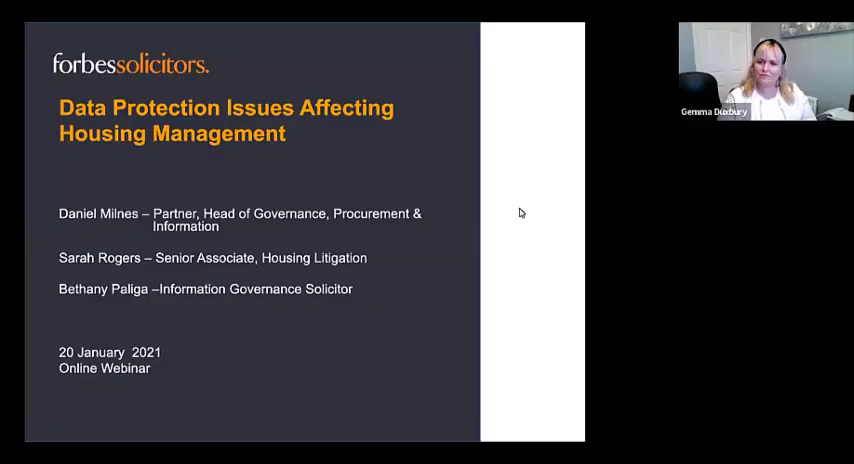 forbessolicitors.
Data Protection Issues Affecting
Housing Management
Daniel Milnes – Partner, Head of Governance, Procurement &
Information
Sarah Rogers – Senior Associate, Housing Litigation
Bethany Paliga –Information Governance Solicitor
20 January 2021
Online Webinar
Gemma Duxbury